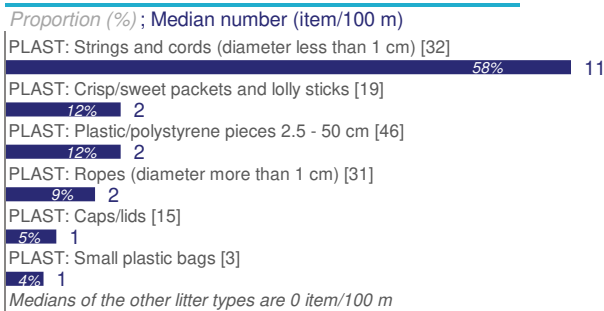 Proportion (%) ; Median number (item/100 m)
PLAST: Strings and cords (diameter less than 1 cm) [32]
58% 11
PLAST: Crisp/sweet packets and lolly sticks [19]
12% 2
PLAST: Plastic/polystyrene pieces 2.5 - 50 cm [46]
12% 2
PLAST: Ropes (diameter more than 1 cm) [31]
9% 2
PLAST: Caps/lids [15]
5% 1
PLAST: Small plastic bags [3]
4% 1
Medians of the other litter types are 0 item/100 m